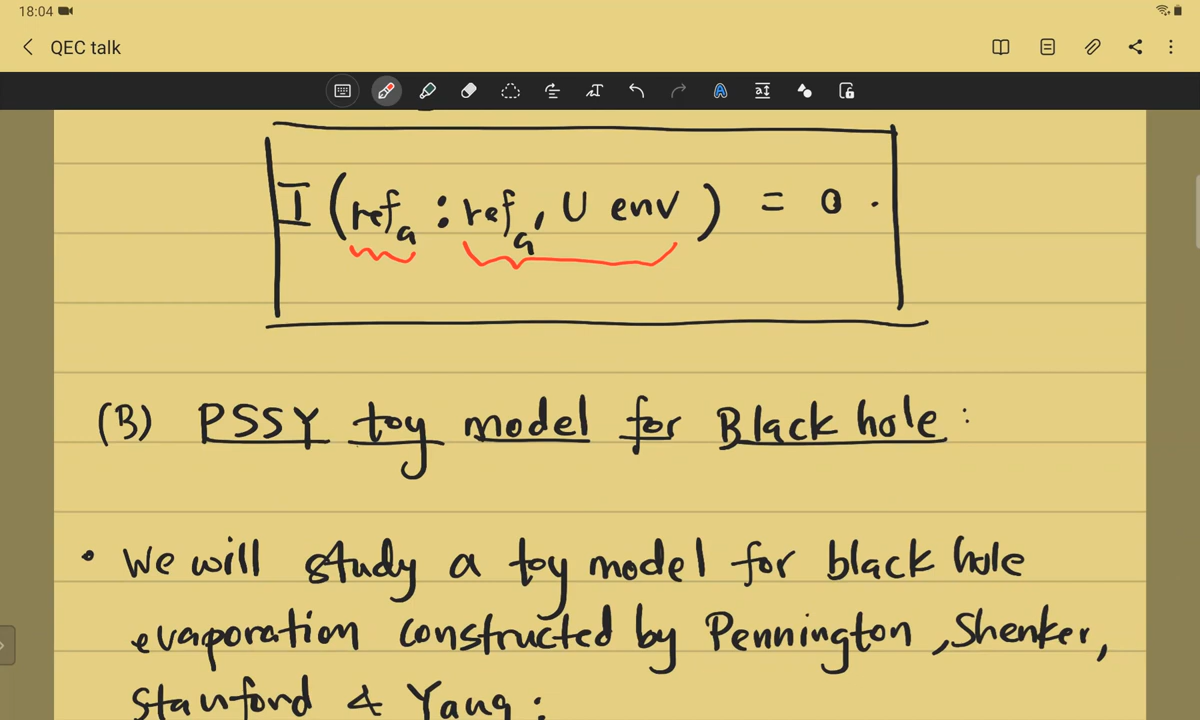 18:04
QEC talk
I (ref_a : ref_a, U env) = 0.
(B) PSSY toy model for Black hole :
• We will study a toy model for black hole
evaporation constructed by Pennington, Shenker,
Stanford & Yang :